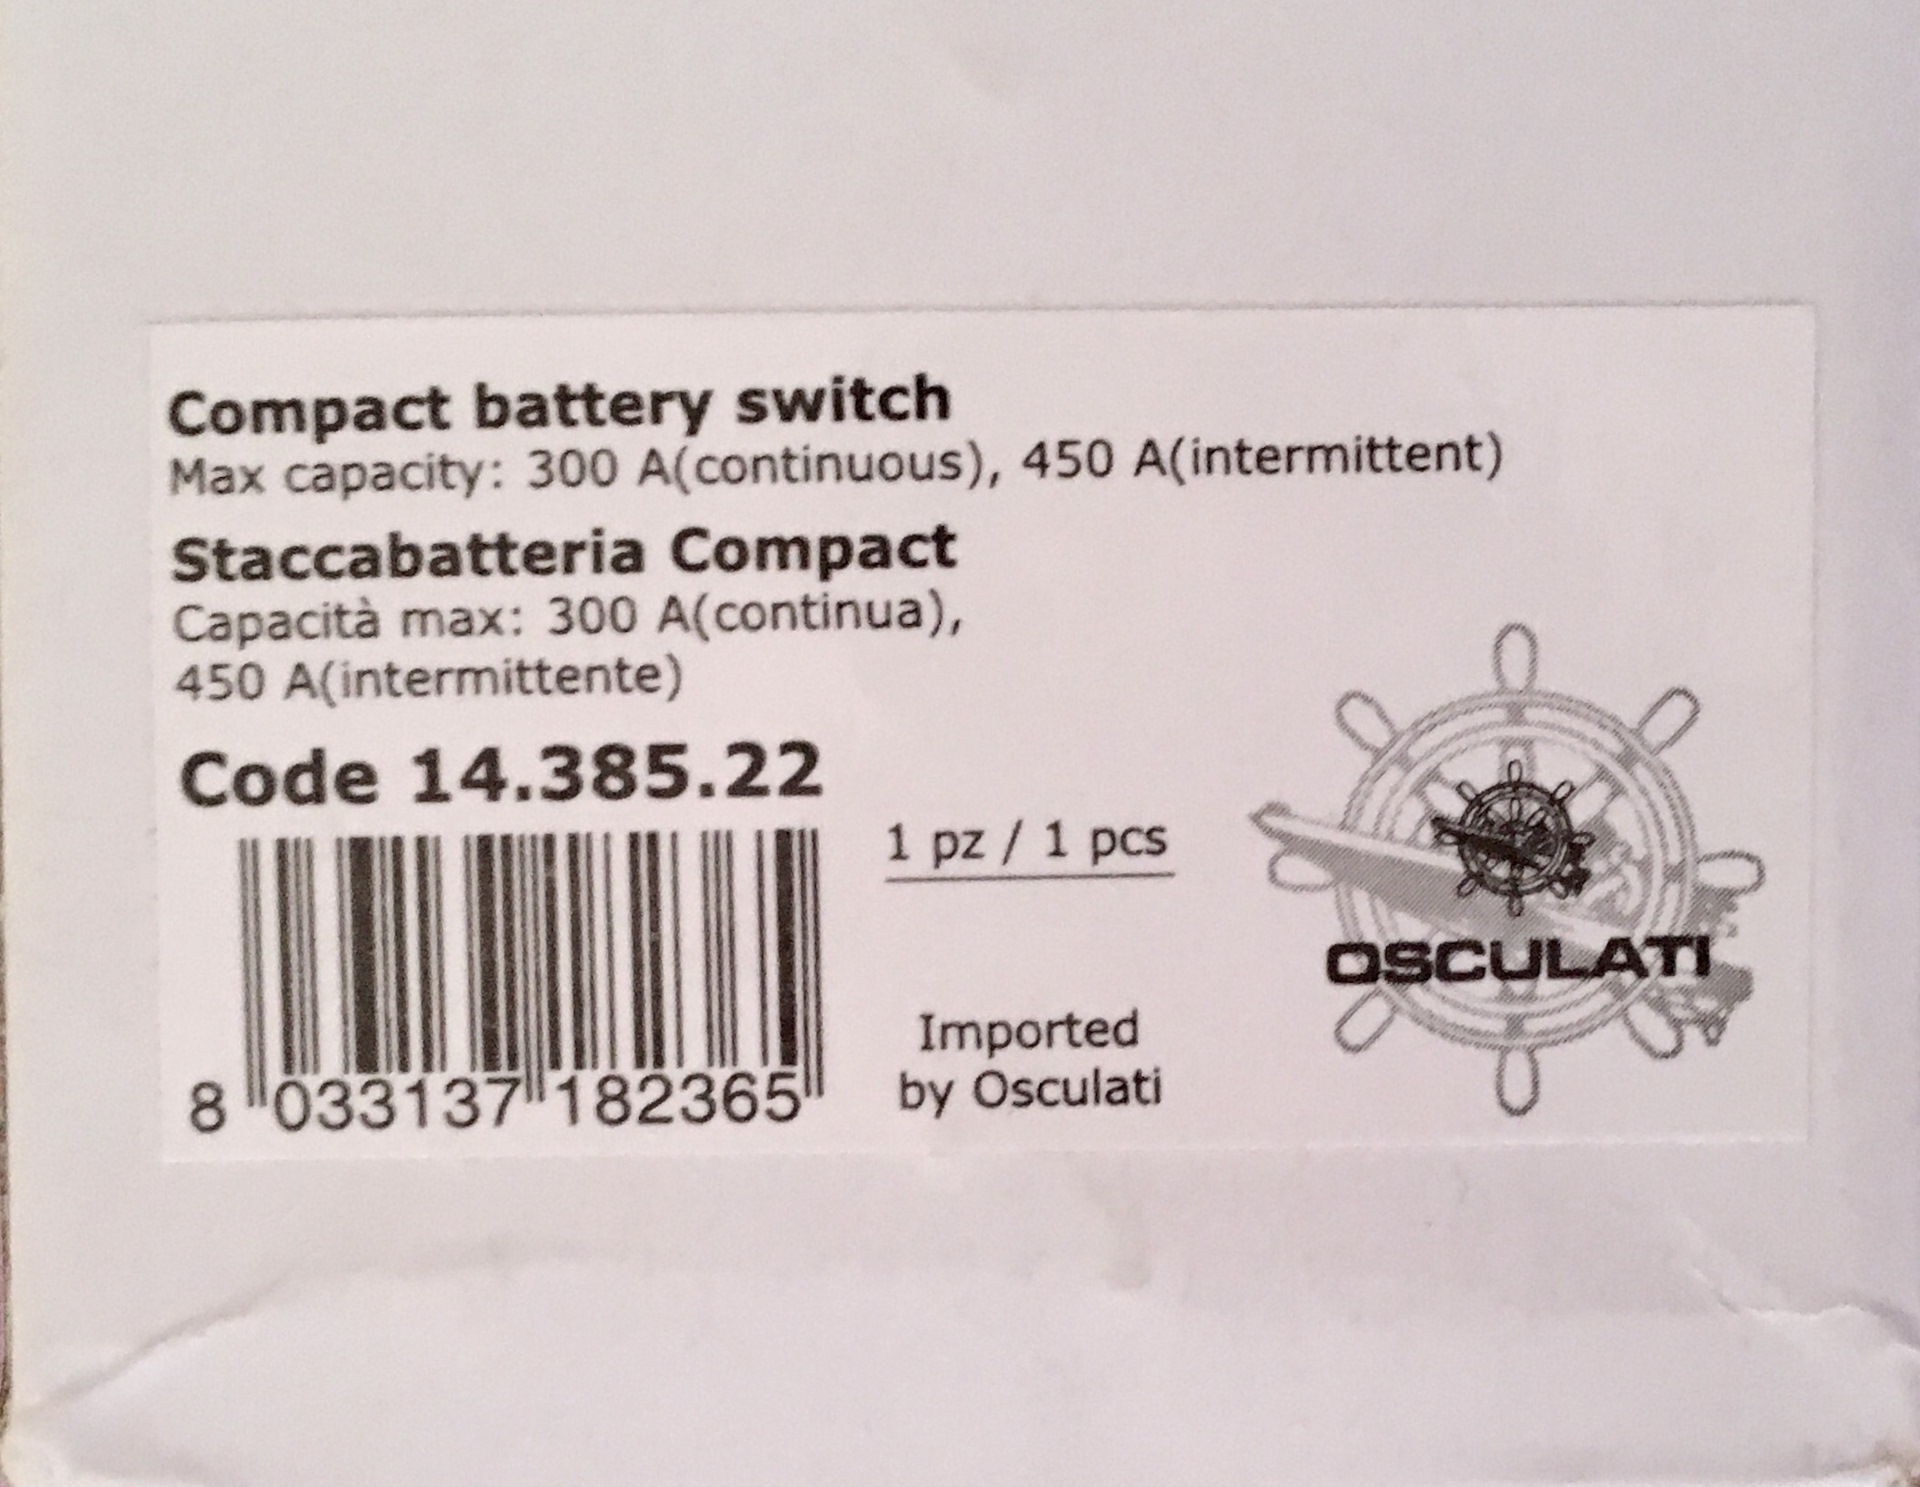 Compact battery switch
Max capacity: 300 A(continuous), 450 A(intermittent)
Staccabatteria Compact
Capacità max: 300 A(continua),
450 A(intermittente)
Code 14.385.22
8 033137 182365
1 pz / 1 pcs
Imported
by Osculati
OSCULATI